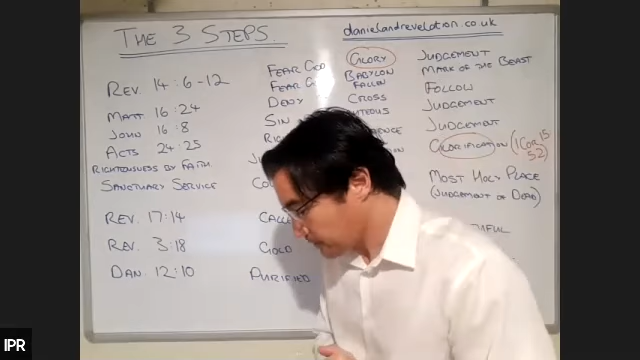 THE 3 STEPS
danielandrevelation.co.uk
REV. 14:6-12 FEAR GOD GLORY JUDGEMENT
FEAR G BABYLON FALLEN MARK OF THE BEAST
MATT 16:24 DENY CROSS FOLLOW
JOHN 16:8 SIN JUDGEMENT
ACTS 24:25 JUDGEMENT
RIGHTEOUSNESS BY FAITH GLORIFICATION (1 COR 15 52)
SANCTUARY SERVICE MOST HOLY PLACE
(JUDGEMENT OF DEAD)
REV. 17:14 CALLE
REV. 3:18 GOLD
DAN. 12:10 PURIFIED
IPR